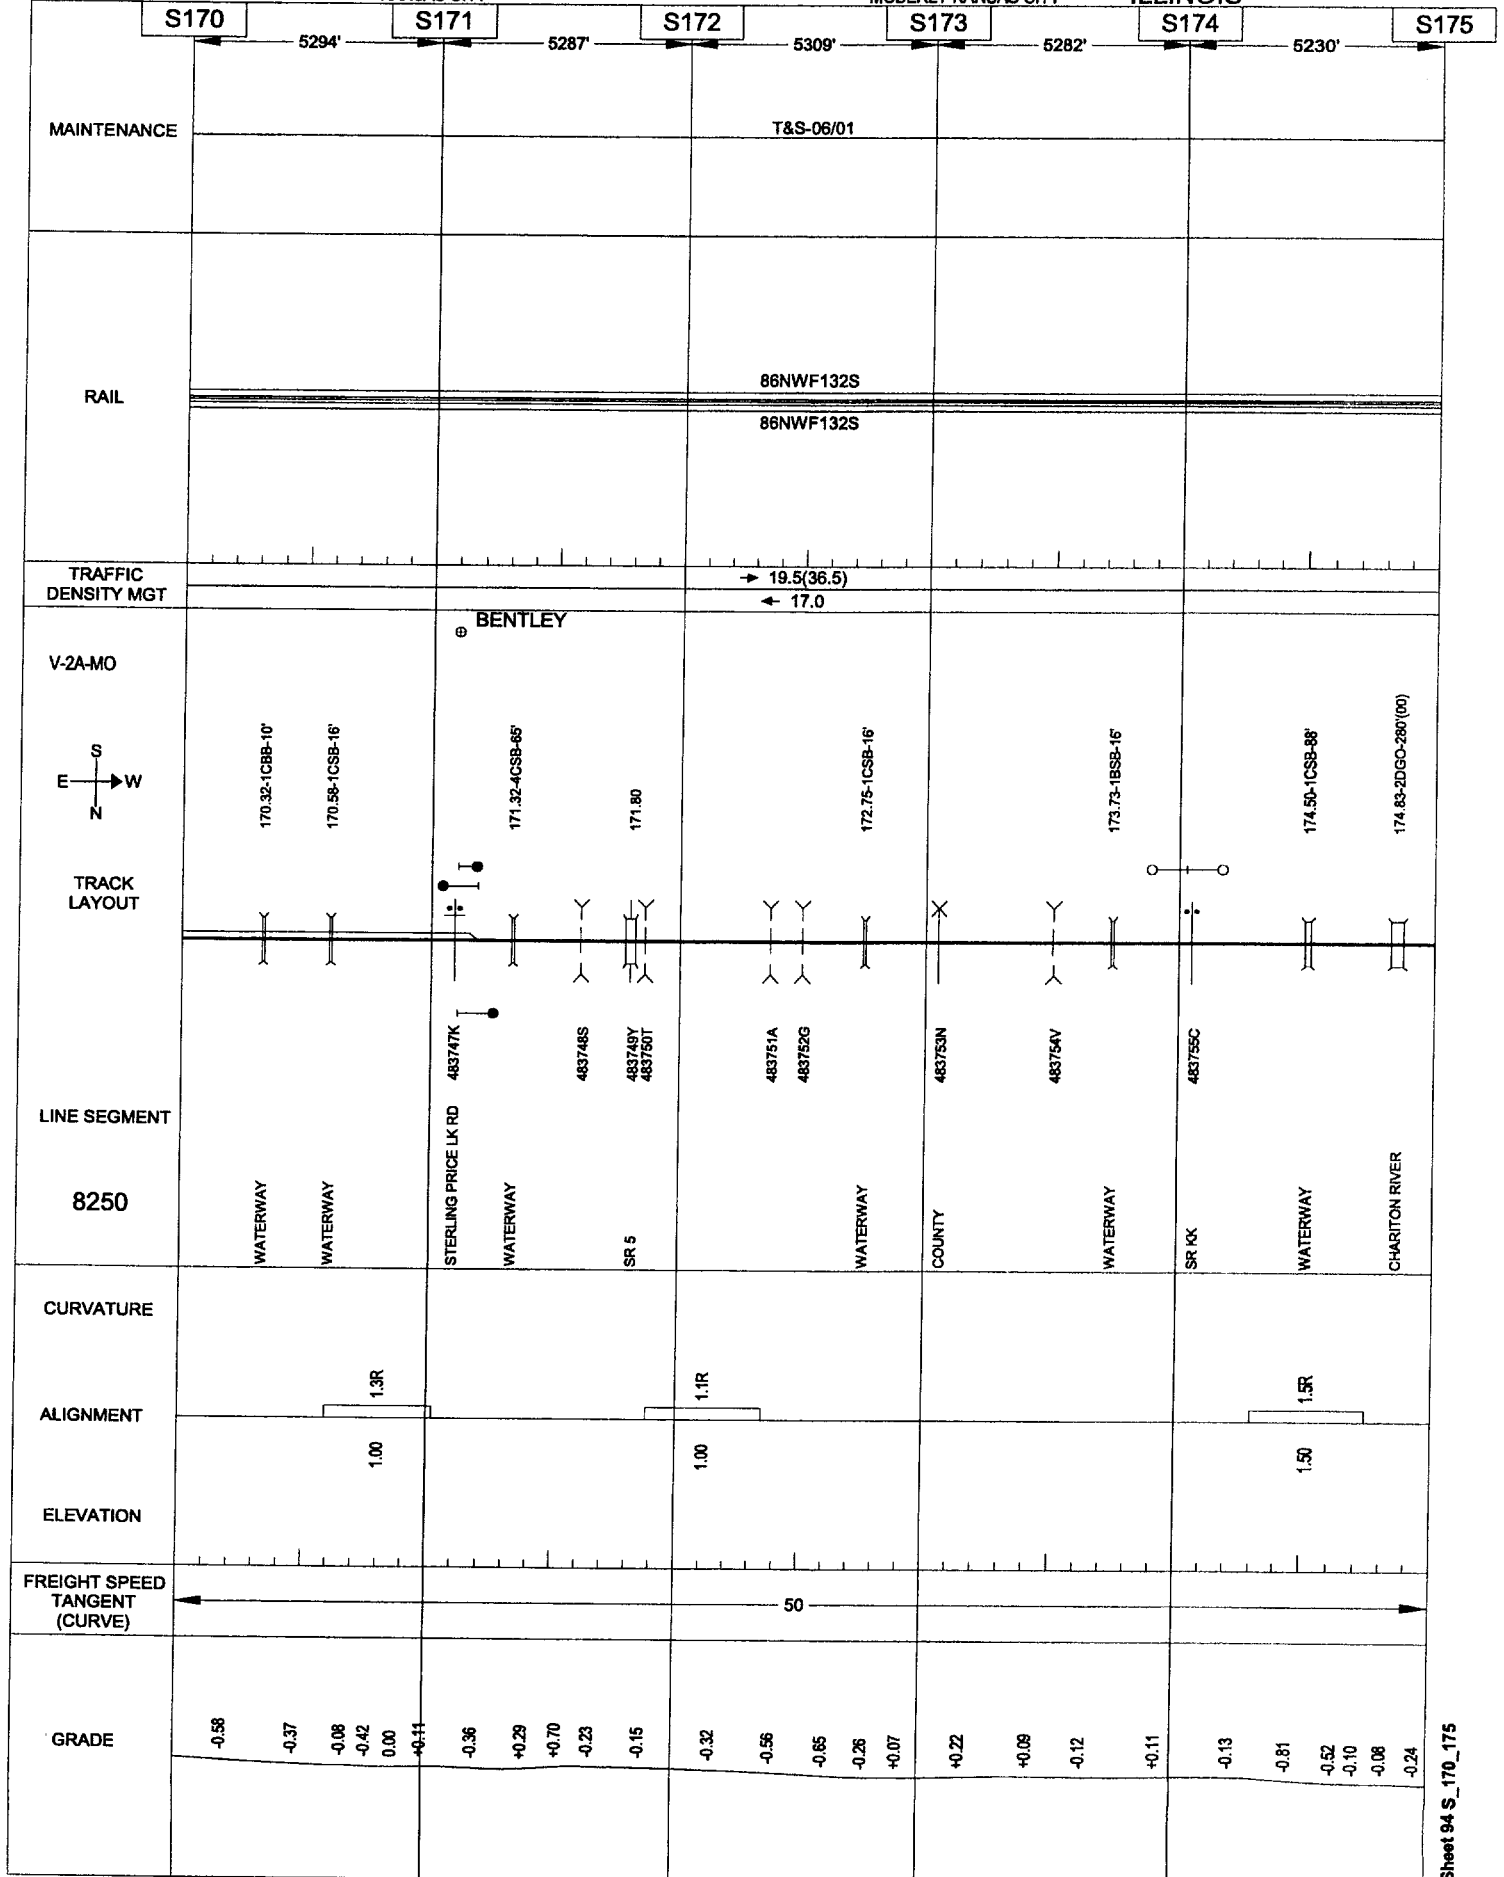 ILLINOIS
S170 S171 S172 S173 S174 S175
5294' 5287' 5309' 5282' 5230'
MAINTENANCE
T&S-06/01
RAIL
86NWF132S
86NWF132S
TRAFFIC
DENSITY MGT
19.5(36.5)
17.0
BENTLEY
V-2A-MO
S
E W
N
170.32-1CBB-10'
170.58-1CSB-16'
171.32-4CSB-65'
171.80
172.75-1CSB-16'
173.73-1BSB-16'
174.50-1CSB-88'
174.83-2DGO-280'(00)
TRACK
LAYOUT
483747K
483748S
483749Y
483750T
483751A
483752G
483753N
483754V
483755C
LINE SEGMENT
8250
WATERWAY
WATERWAY
STERLING PRICE LK RD
WATERWAY
SR 5
WATERWAY
COUNTY
WATERWAY
SR KK
WATERWAY
CHARITON RIVER
CURVATURE
1.3R
1.1R
1.5R
ALIGNMENT
1.00
1.00
1.50
ELEVATION
FREIGHT SPEED
TANGENT
(CURVE)
50
GRADE
-0.58
-0.37
-0.08
-0.42
0.00
+0.11
-0.36
+0.29
+0.70
-0.23
-0.15
-0.32
-0.56
-0.65
-0.26
+0.07
+0.22
+0.09
-0.12
+0.11
-0.13
-0.81
-0.52
-0.10
-0.08
-0.24
Sheet 94 S_170_175